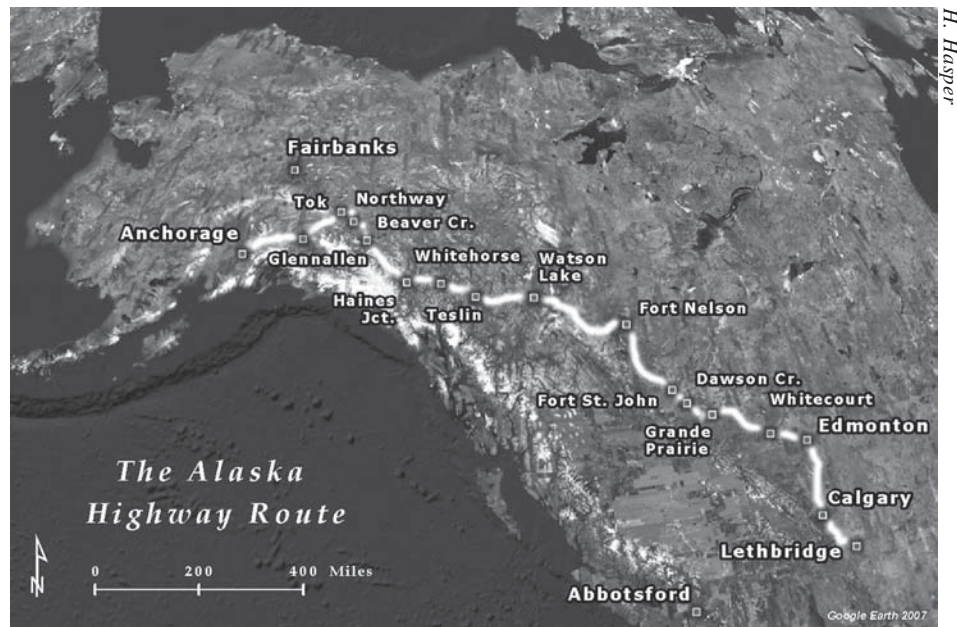 H. Hasper
Fairbanks
Tok
Northway
Beaver Cr.
Anchorage
Glennallen
Whitehorse
Watson
Lake
Haines
Jct.
Teslin
Fort Nelson
Dawson Cr.
Fort St. John
Whitecourt
Grande
Prairie
Edmonton
The Alaska
Highway Route
Calgary
Lethbridge
N
0 200 400 Miles
Abbotsford
Google Earth 2007